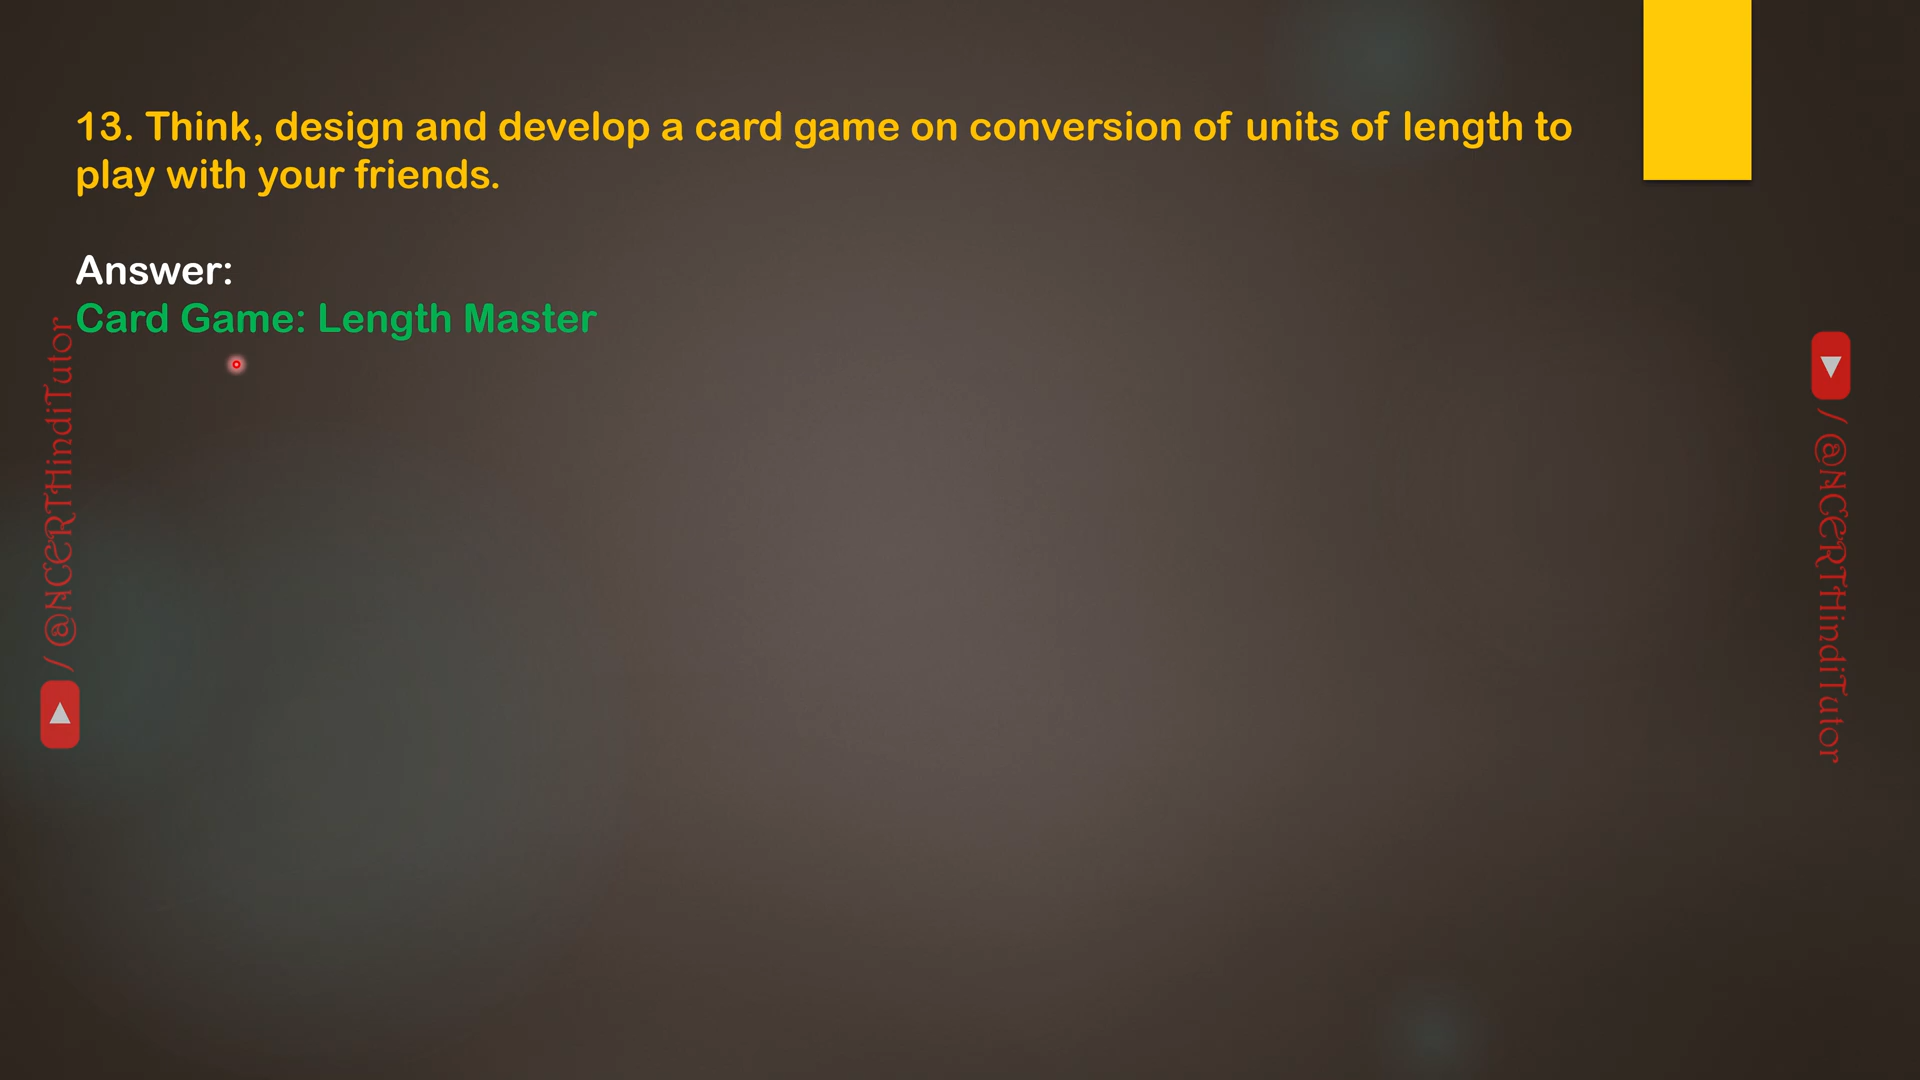 13. Think, design and develop a card game on conversion of units of length to
play with your friends.
Answer:
Card Game: Length Master
/ @NCERTHindiTutor
/ @NCERTHindiTutor